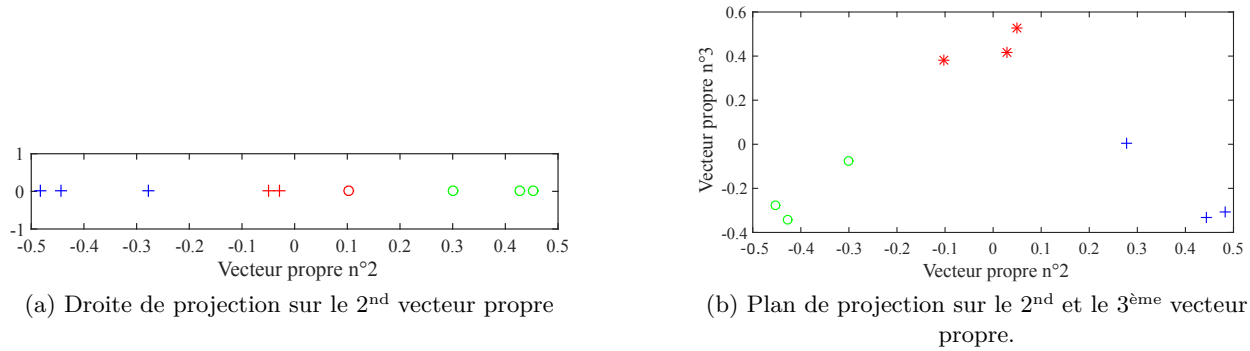 1
0
-1
-0.5 -0.4 -0.3 -0.2 -0.1 0 0.1 0.2 0.3 0.4 0.5
Vecteur propre n°2
(a) Droite de projection sur le 2nd vecteur propre
0.6
0.4
0.2
0
-0.2
-0.4
Vecteur propre n°3
-0.5 -0.4 -0.3 -0.2 -0.1 0 0.1 0.2 0.3 0.4 0.5
Vecteur propre n°2
(b) Plan de projection sur le 2nd et le 3ème vecteur
propre.